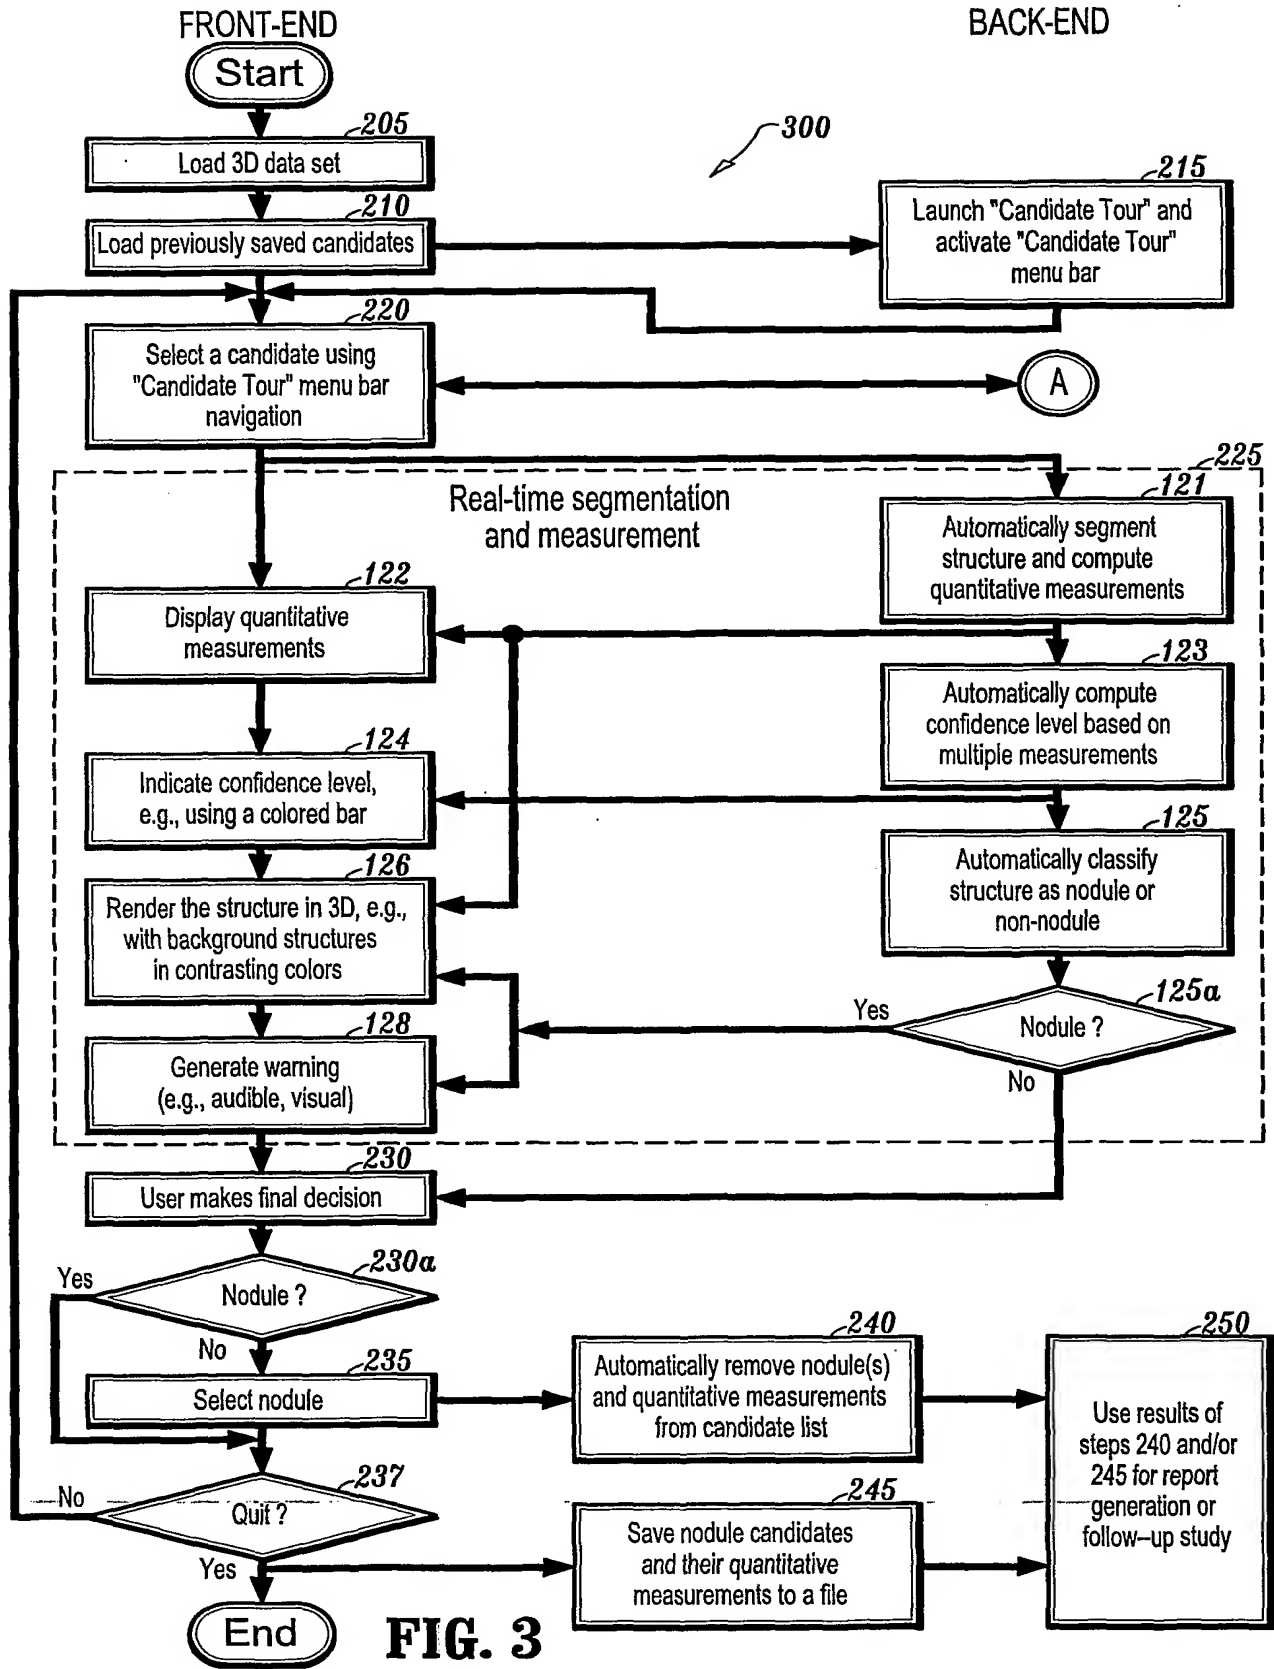 FRONT-END
BACK-END
Start
300
205
Load 3D data set
210
Load previously saved candidates
215
Launch "Candidate Tour" and
activate "Candidate Tour"
menu bar
220
Select a candidate using
"Candidate Tour" menu bar
navigation
A
225
Real-time segmentation
and measurement
121
Automatically segment
structure and compute
quantitative measurements
122
Display quantitative
measurements
123
Automatically compute
confidence level based on
multiple measurements
124
Indicate confidence level,
e.g., using a colored bar
125
Automatically classify
structure as nodule or
non-nodule
126
Render the structure in 3D, e.g.,
with background structures
in contrasting colors
125a
Nodule ?
Yes
No
128
Generate warning
(e.g., audible, visual)
230
User makes final decision
230a
Nodule ?
Yes
No
235
Select nodule
240
Automatically remove nodule(s)
and quantitative measurements
from candidate list
250
Use results of
steps 240 and/or
245 for report
generation or
follow--up study
237
Quit ?
No
Yes
245
Save nodule candidates
and their quantitative
measurements to a file
End
FIG. 3